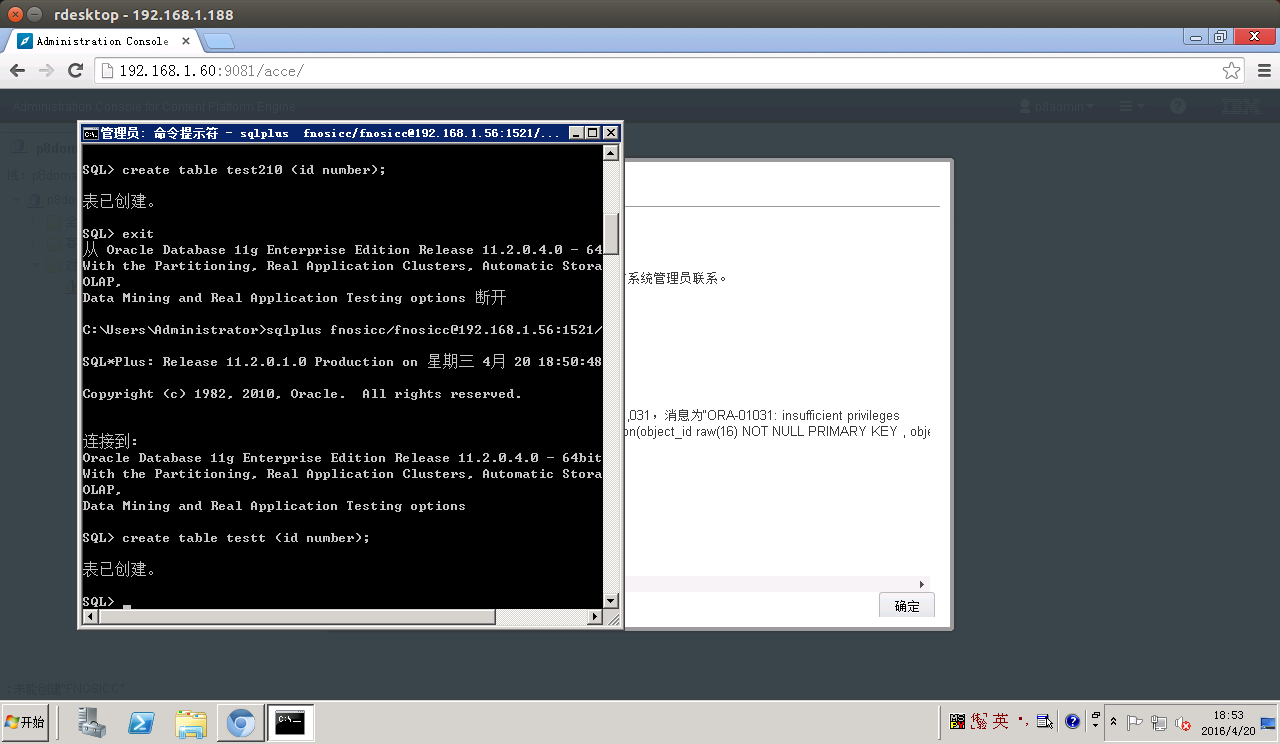 rdesktop - 192.168.1.188
Administration Console
192.168.1.60:9081/acce/
Administration Console for Content Platform Engine
p8admin
IBM
管理员: 命令提示符 - sqlplus fnosicc/fnosicc@192.168.1.56:1521/...
SQL> create table test210 (id number);
表已创建。
SQL> exit
从 Oracle Database 11g Enterprise Edition Release 11.2.0.4.0 - 64
With the Partitioning, Real Application Clusters, Automatic Stora
OLAP,
Data Mining and Real Application Testing options 断开
C:\Users\Administrator>sqlplus fnosicc/fnosicc@192.168.1.56:1521/
SQL*Plus: Release 11.2.0.1.0 Production on 星期三 4月 20 18:50:48
Copyright (c) 1982, 2010, Oracle.  All rights reserved.
连接到:
Oracle Database 11g Enterprise Edition Release 11.2.0.4.0 - 64bit
With the Partitioning, Real Application Clusters, Automatic Stora
OLAP,
Data Mining and Real Application Testing options
SQL> create table testt (id number);
表已创建。
SQL>
系统管理员联系。
,031，消息为"ORA-01031: insufficient privileges
on(object_id raw(16) NOT NULL PRIMARY KEY , obje
确定
未能创建"FNOSICC"
开始
英
18:53
2016/4/20